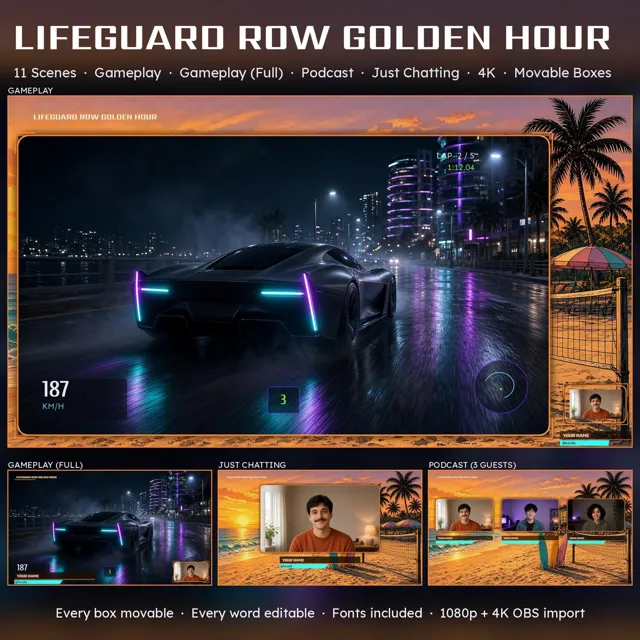 LIFEGUARD ROW GOLDEN HOUR
11 Scenes · Gameplay · Gameplay (Full) · Podcast · Just Chatting · 4K · Movable Boxes
GAMEPLAY
LIFEGUARD ROW GOLDEN HOUR
LAP 2 / 5
1:12.04
187
KM/H
3
YOUR NAME
GAMEPLAY (FULL)
JUST CHATTING
PODCAST (3 GUESTS)
187
YOUR NAME
YOUR NAME
YOUR NAME
Every box movable · Every word editable · Fonts included · 1080p + 4K OBS import